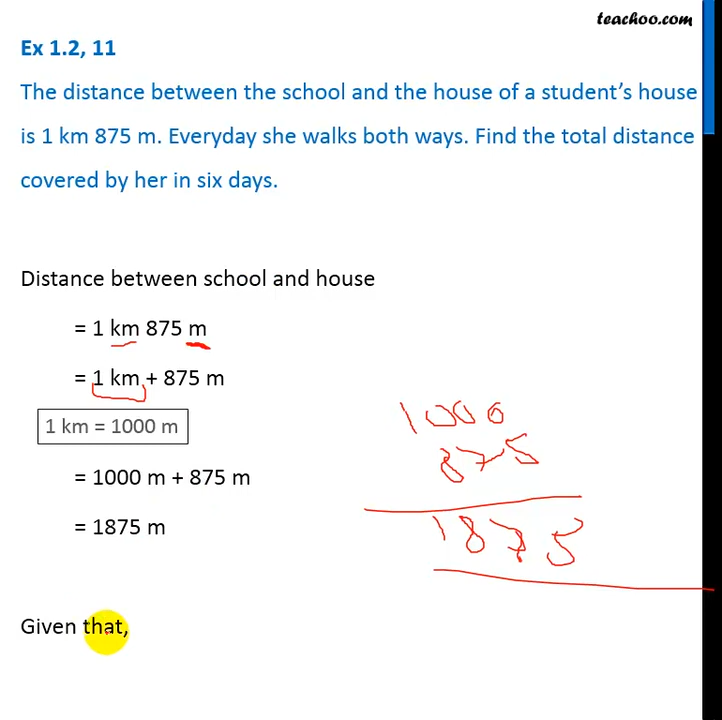 teachoo.com
Ex 1.2, 11
The distance between the school and the house of a student's house
is 1 km 875 m. Everyday she walks both ways. Find the total distance
covered by her in six days.
Distance between school and house
= 1 km 875 m
= 1 km + 875 m
1 km = 1000 m
= 1000 m + 875 m
= 1875 m
1000
875
1875
Given that,